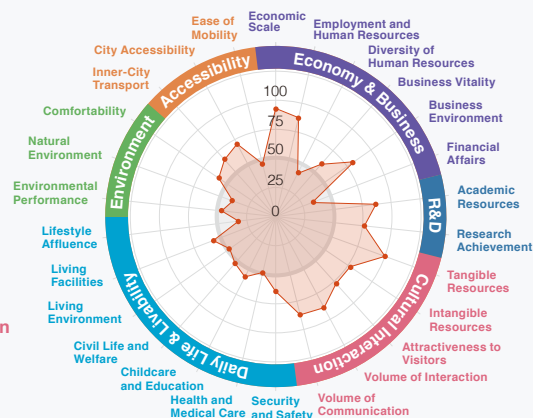 Economic
Scale
Employment and
Human Resources
Diversity of
Human Resources
Business Vitality
Business
Environment
Financial
Affairs
Academic
Resources
Research
Achievement
Tangible
Resources
Intangible
Resources
Attractiveness to
Visitors
Volume of Interaction
Volume of
Communication
Security
and Safety
Health and
Medical Care
Childcare
and Education
Civil Life and
Welfare
Living
Environment
Living
Facilities
Lifestyle
Affluence
Environmental
Performance
Natural
Environment
Comfortability
Inner-City
Transport
City Accessibility
Ease of
Mobility
Economy & Business
R&D
Cultural Interaction
Daily Life & Livability
Environment
Accessibility
100
75
50
25
0
n